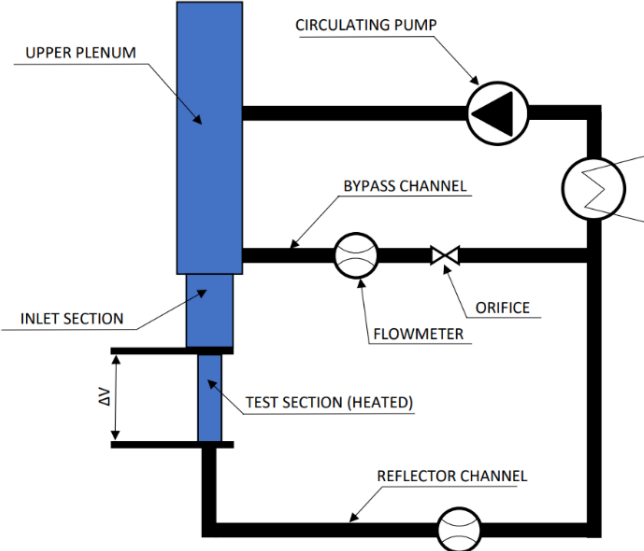 CIRCULATING PUMP
UPPER PLENUM
BYPASS CHANNEL
ORIFICE
INLET SECTION
FLOWMETER
ΔV
TEST SECTION (HEATED)
REFLECTOR CHANNEL